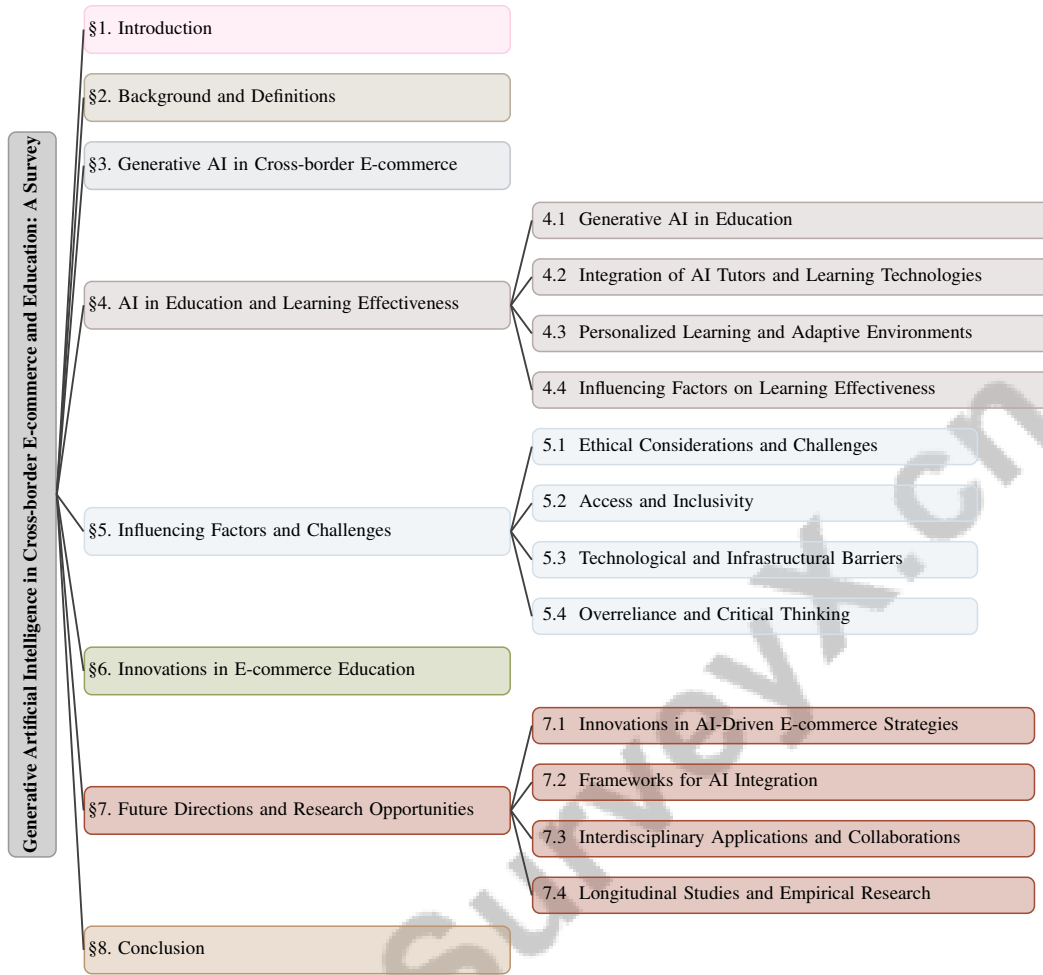 Generative Artificial Intelligence in Cross-border E-commerce and Education: A Survey
§1. Introduction
§2. Background and Definitions
§3. Generative AI in Cross-border E-commerce
§4. AI in Education and Learning Effectiveness
4.1 Generative AI in Education
4.2 Integration of AI Tutors and Learning Technologies
4.3 Personalized Learning and Adaptive Environments
4.4 Influencing Factors on Learning Effectiveness
§5. Influencing Factors and Challenges
5.1 Ethical Considerations and Challenges
5.2 Access and Inclusivity
5.3 Technological and Infrastructural Barriers
5.4 Overreliance and Critical Thinking
§6. Innovations in E-commerce Education
§7. Future Directions and Research Opportunities
7.1 Innovations in AI-Driven E-commerce Strategies
7.2 Frameworks for AI Integration
7.3 Interdisciplinary Applications and Collaborations
7.4 Longitudinal Studies and Empirical Research
§8. Conclusion
SurveyX.cn